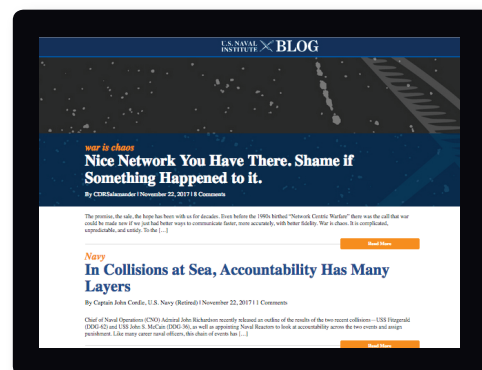 U.S. NAVAL
INSTITUTE
BLOG
war is chaos
Nice Network You Have There. Shame if
Something Happened to it.
By CDRSalamander | November 22, 2017 | 8 Comments
The promise, the sale, the hope has been with us for decades. Even before the 1990s birthed "Network Centric Warfare" there was the call that war
could be made new if we just had better ways to communicate faster, more accurately, with better fidelity. War is chaos. It is complicated,
unpredictable, and untidy. To the […]
Read More
Navy
In Collisions at Sea, Accountability Has Many
Layers
By Captain John Cordle, U.S. Navy (Retired) | November 22, 2017 | 1 Comments
Chief of Naval Operations (CNO) Admiral John Richardson recently released an outline of the results of the two recent collisions—USS Fitzgerald
(DDG-62) and USS John S. McCain (DDG-56), as well as appointing Naval Reactors to look at accountability across the two events and assign
punishment. Like many career naval officers, this chain of events has […]
Read More